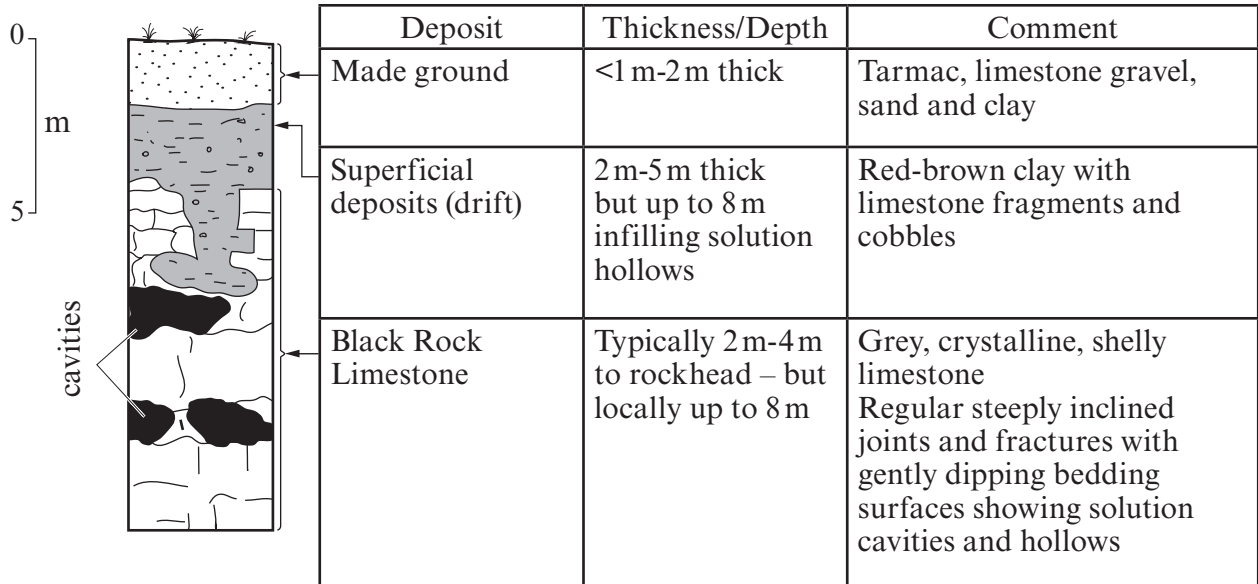 0
m
5
cavities
Deposit
Thickness/Depth
Comment
Made ground
<1 m-2 m thick
Tarmac, limestone gravel,
sand and clay
Superficial
deposits (drift)
2 m-5 m thick
but up to 8 m
infilling solution
hollows
Red-brown clay with
limestone fragments and
cobbles
Black Rock
Limestone
Typically 2 m-4 m
to rockhead – but
locally up to 8 m
Grey, crystalline, shelly
limestone
Regular steeply inclined
joints and fractures with
gently dipping bedding
surfaces showing solution
cavities and hollows